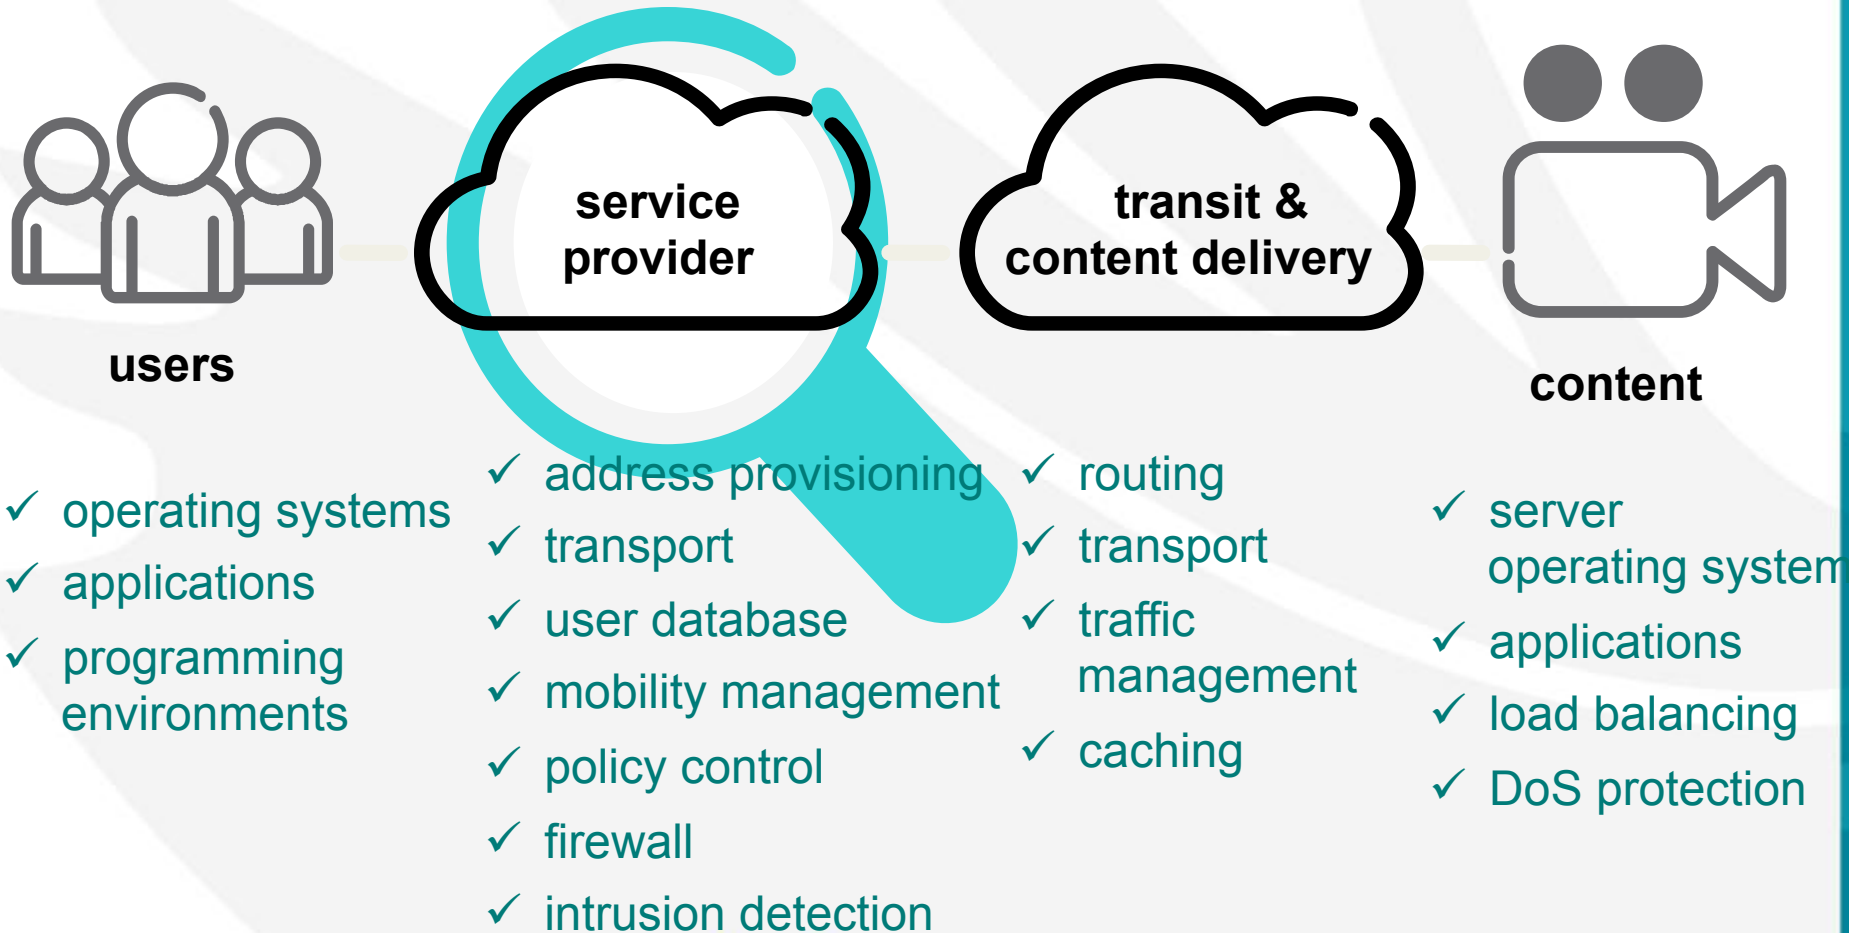 service
provider
transit &
content delivery
users
content
✓ operating systems
✓ applications
✓ programming
environments
✓ address provisioning
✓ transport
✓ user database
✓ mobility management
✓ policy control
✓ firewall
✓ intrusion detection
✓ routing
✓ transport
✓ traffic
management
✓ caching
✓ server
operating system
✓ applications
✓ load balancing
✓ DoS protection